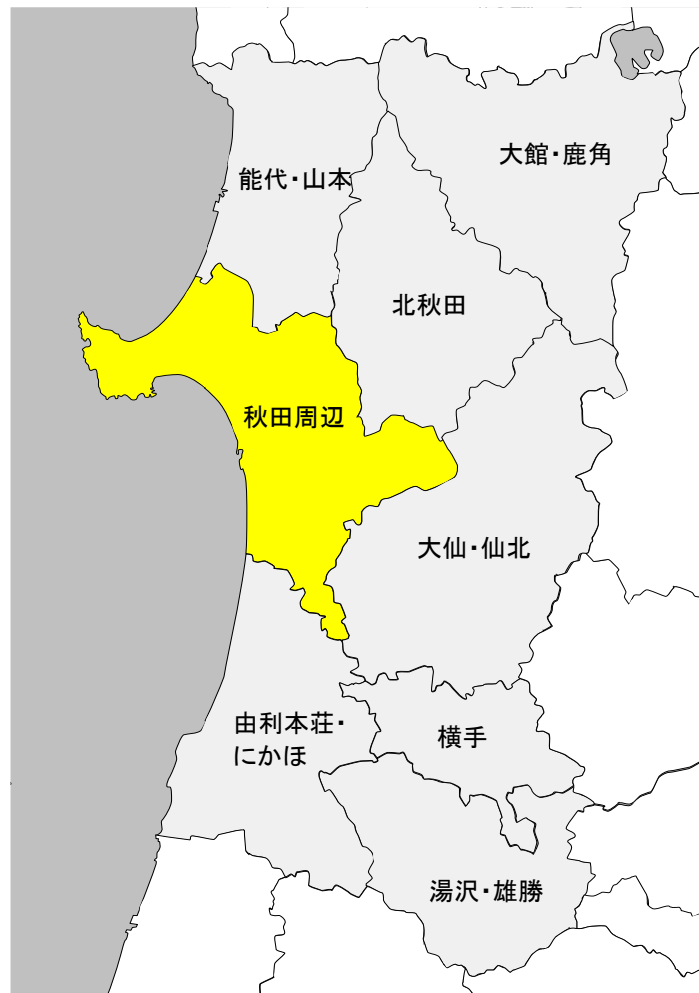 大館・鹿角
能代・山本
北秋田
秋田周辺
大仙・仙北
由利本荘・
にかほ
横手
湯沢・雄勝